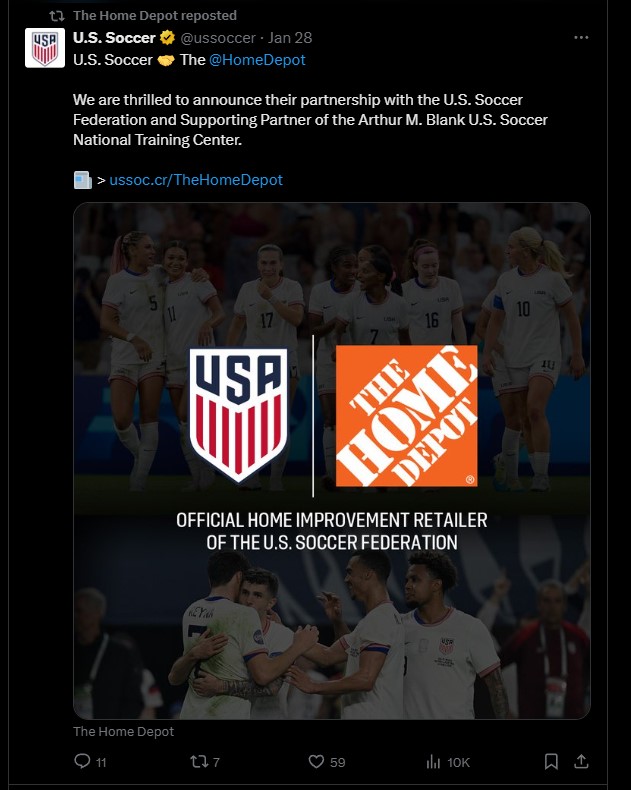 The Home Depot reposted
USA
U.S. Soccer @ussoccer · Jan 28
U.S. Soccer 🤝 The @HomeDepot
We are thrilled to announce their partnership with the U.S. Soccer
Federation and Supporting Partner of the Arthur M. Blank U.S. Soccer
National Training Center.
📰 > ussoc.cr/TheHomeDepot
5
11
17
7
16
10
10
USA
THE
HOME
DEPOT
®
OFFICIAL HOME IMPROVEMENT RETAILER
OF THE U.S. SOCCER FEDERATION
REYNA
7
The Home Depot
11
7
59
10K